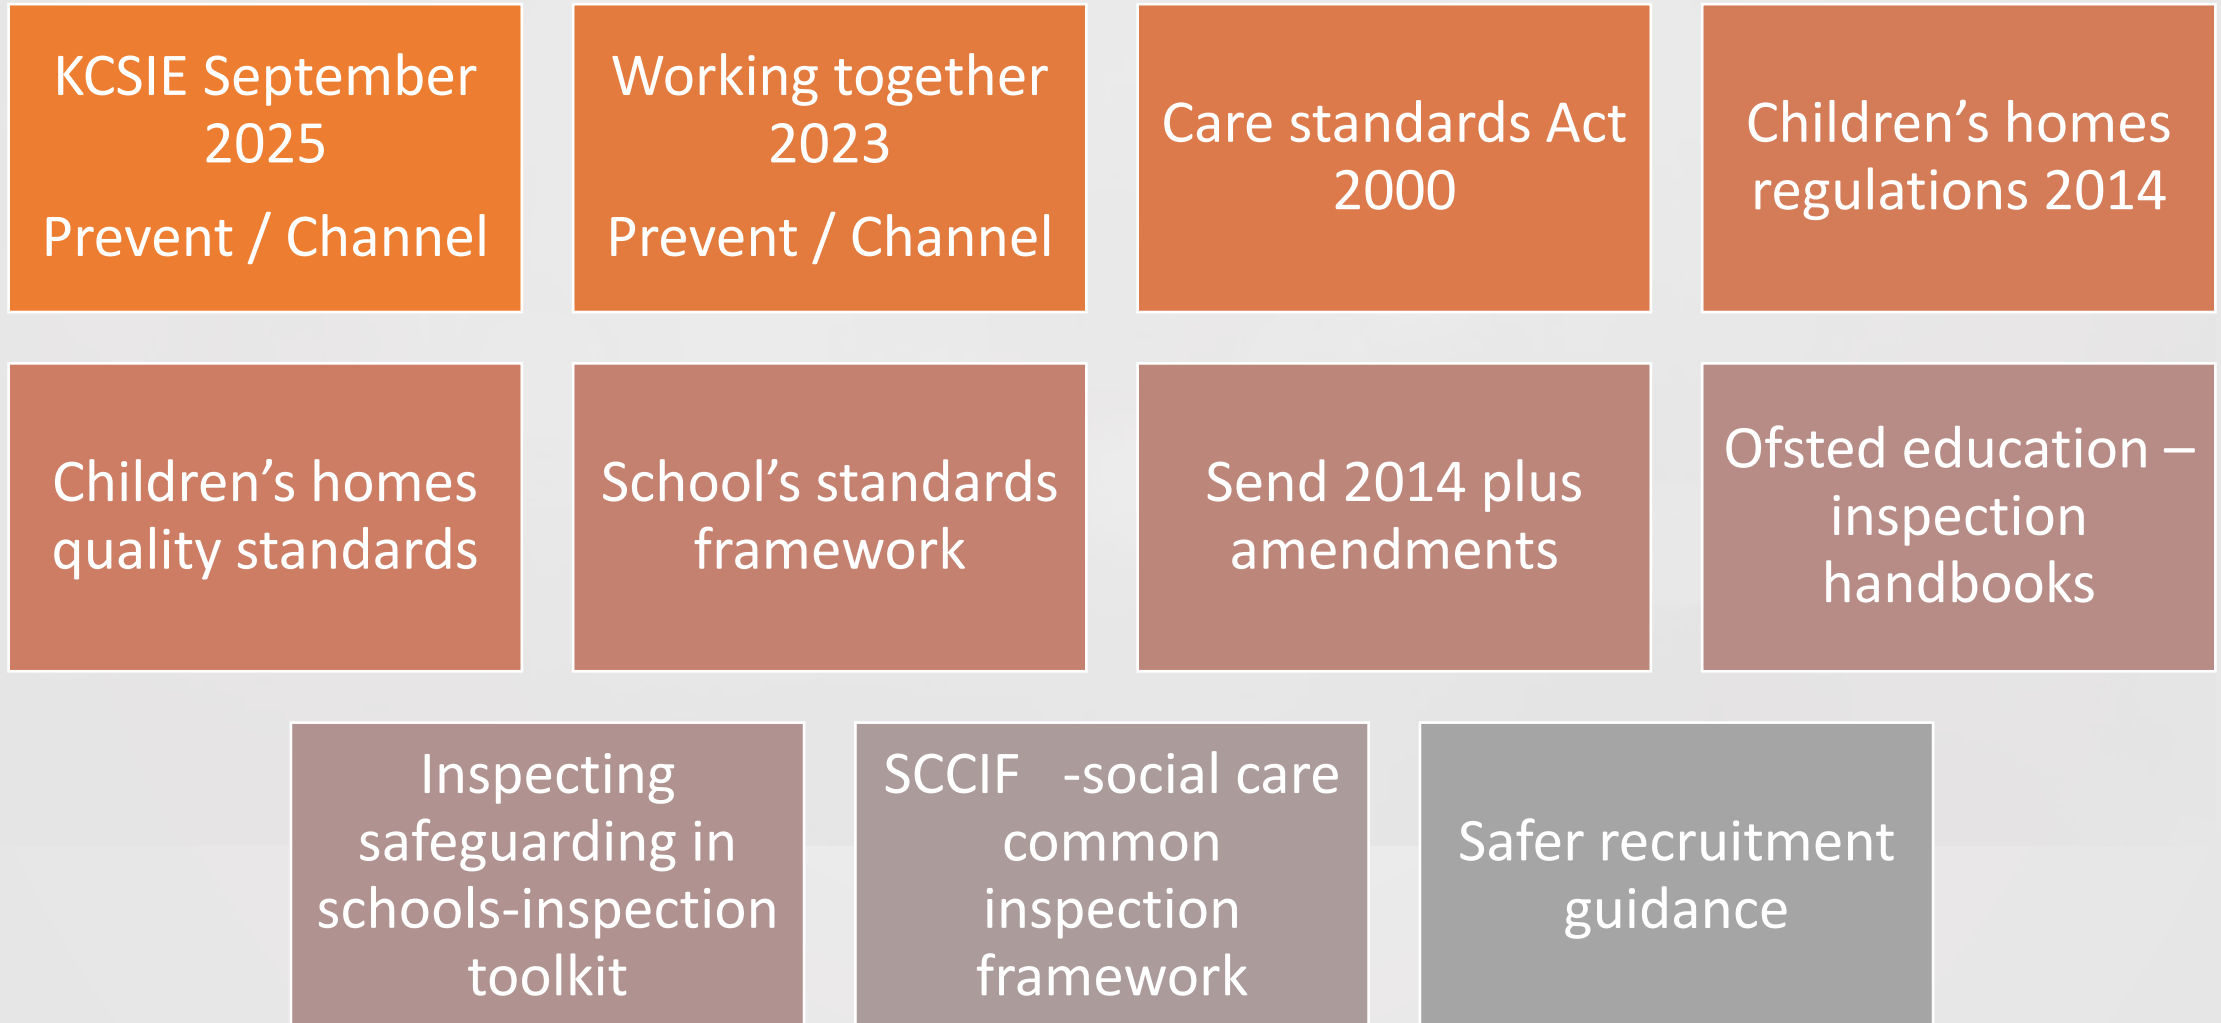 KCSIE September
2025
Prevent / Channel
Working together
2023
Prevent / Channel
Care standards Act
2000
Children’s homes
regulations 2014
Children’s homes
quality standards
School’s standards
framework
Send 2014 plus
amendments
Ofsted education –
inspection
handbooks
Inspecting
safeguarding in
schools-inspection
toolkit
SCCIF   -social care
common
inspection
framework
Safer recruitment
guidance